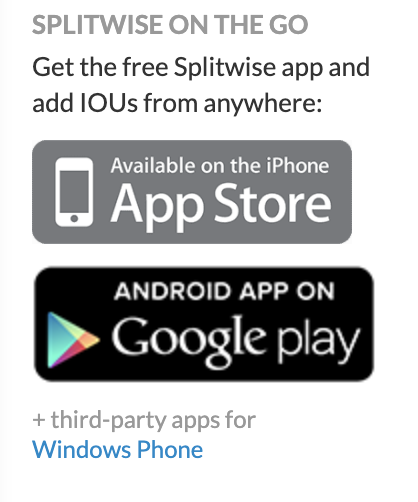 SPLITWISE ON THE GO
Get the free Splitwise app and
add IOUs from anywhere:
Available on the iPhone
App Store
ANDROID APP ON
Google play
+ third-party apps for
Windows Phone